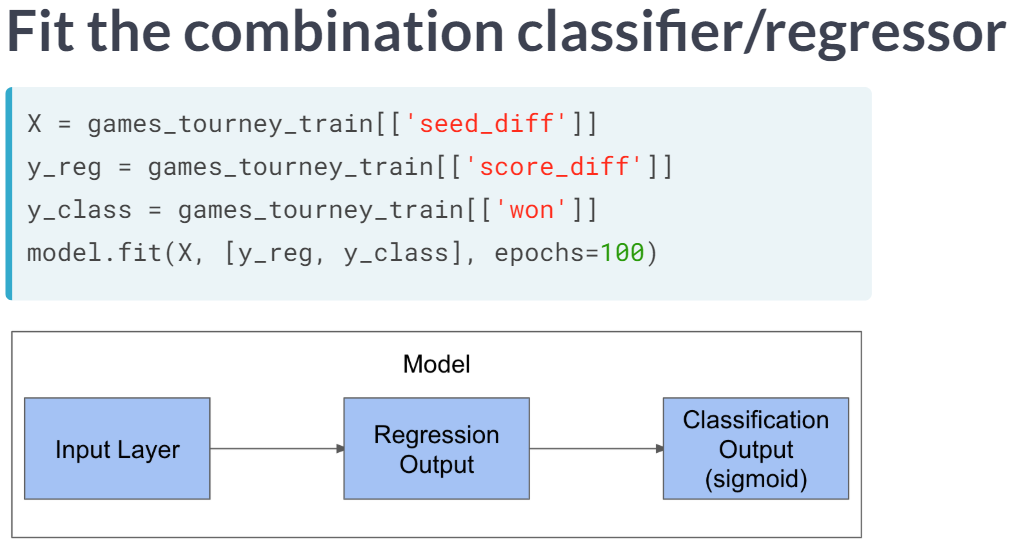 Fit the combination classifier/regressor
X = games_tourney_train[['seed_diff']]
y_reg = games_tourney_train[['score_diff']]
y_class = games_tourney_train[['won']]
model.fit(X, [y_reg, y_class], epochs=100)
Model
Input Layer
Regression
Output
Classification
Output
(sigmoid)